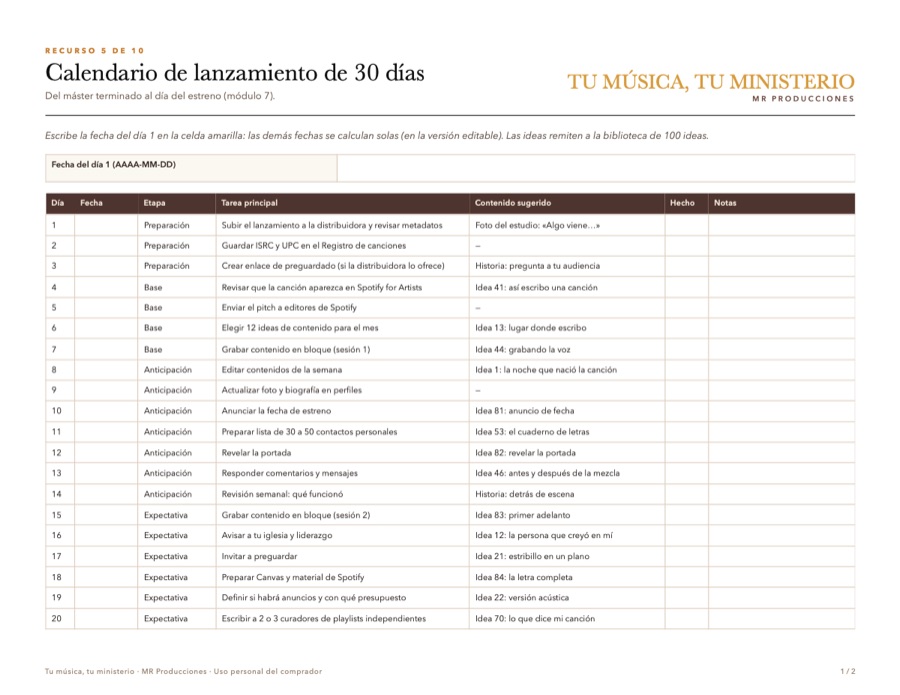 RECURSO 5 DE 10
Calendario de lanzamiento de 30 días
Del máster terminado al día del estreno (módulo 7).
TU MÚSICA, TU MINISTERIO
MR PRODUCCIONES
Escribe la fecha del día 1 en la celda amarilla: las demás fechas se calculan solas (en la versión editable). Las ideas remiten a la biblioteca de 100 ideas.
Fecha del día 1 (AAAA-MM-DD)
Día Fecha Etapa Tarea principal Contenido sugerido Hecho Notas
1 Preparación Subir el lanzamiento a la distribuidora y revisar metadatos Foto del estudio: «Algo viene…»
2 Preparación Guardar ISRC y UPC en el Registro de canciones –
3 Preparación Crear enlace de preguardado (si la distribuidora lo ofrece) Historia: pregunta a tu audiencia
4 Base Revisar que la canción aparezca en Spotify for Artists Idea 41: así escribo una canción
5 Base Enviar el pitch a editores de Spotify –
6 Base Elegir 12 ideas de contenido para el mes Idea 13: lugar donde escribo
7 Base Grabar contenido en bloque (sesión 1) Idea 44: grabando la voz
8 Anticipación Editar contenidos de la semana Idea 1: la noche que nació la canción
9 Anticipación Actualizar foto y biografía en perfiles –
10 Anticipación Anunciar la fecha de estreno Idea 81: anuncio de fecha
11 Anticipación Preparar lista de 30 a 50 contactos personales Idea 53: el cuaderno de letras
12 Anticipación Revelar la portada Idea 82: revelar la portada
13 Anticipación Responder comentarios y mensajes Idea 46: antes y después de la mezcla
14 Anticipación Revisión semanal: qué funcionó Historia: detrás de escena
15 Expectativa Grabar contenido en bloque (sesión 2) Idea 83: primer adelanto
16 Expectativa Avisar a tu iglesia y liderazgo Idea 12: la persona que creyó en mí
17 Expectativa Invitar a preguardar Idea 21: estribillo en un plano
18 Expectativa Preparar Canvas y material de Spotify Idea 84: la letra completa
19 Expectativa Definir si habrá anuncios y con qué presupuesto Idea 22: versión acústica
20 Expectativa Escribir a 2 o 3 curadores de playlists independientes Idea 70: lo que dice mi canción
Tu música, tu ministerio · MR Producciones · Uso personal del comprador
1 / 2